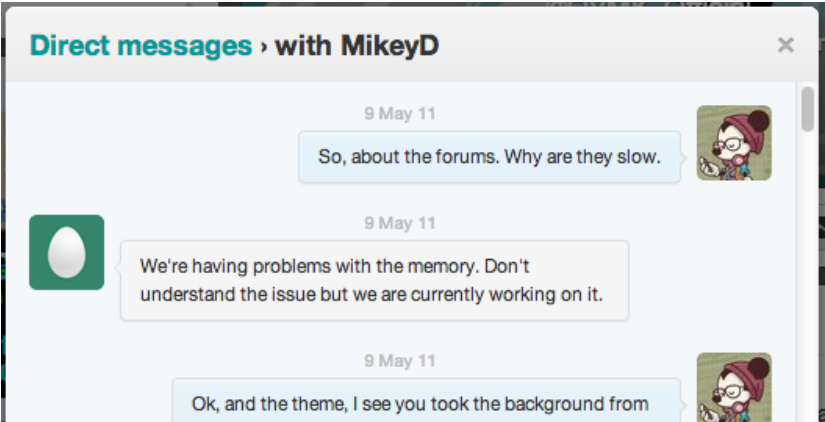 Direct messages › with MikeyD
×
9 May 11
So, about the forums. Why are they slow.
9 May 11
We're having problems with the memory. Don't
understand the issue but we are currently working on it.
9 May 11
Ok, and the theme, I see you took the background from